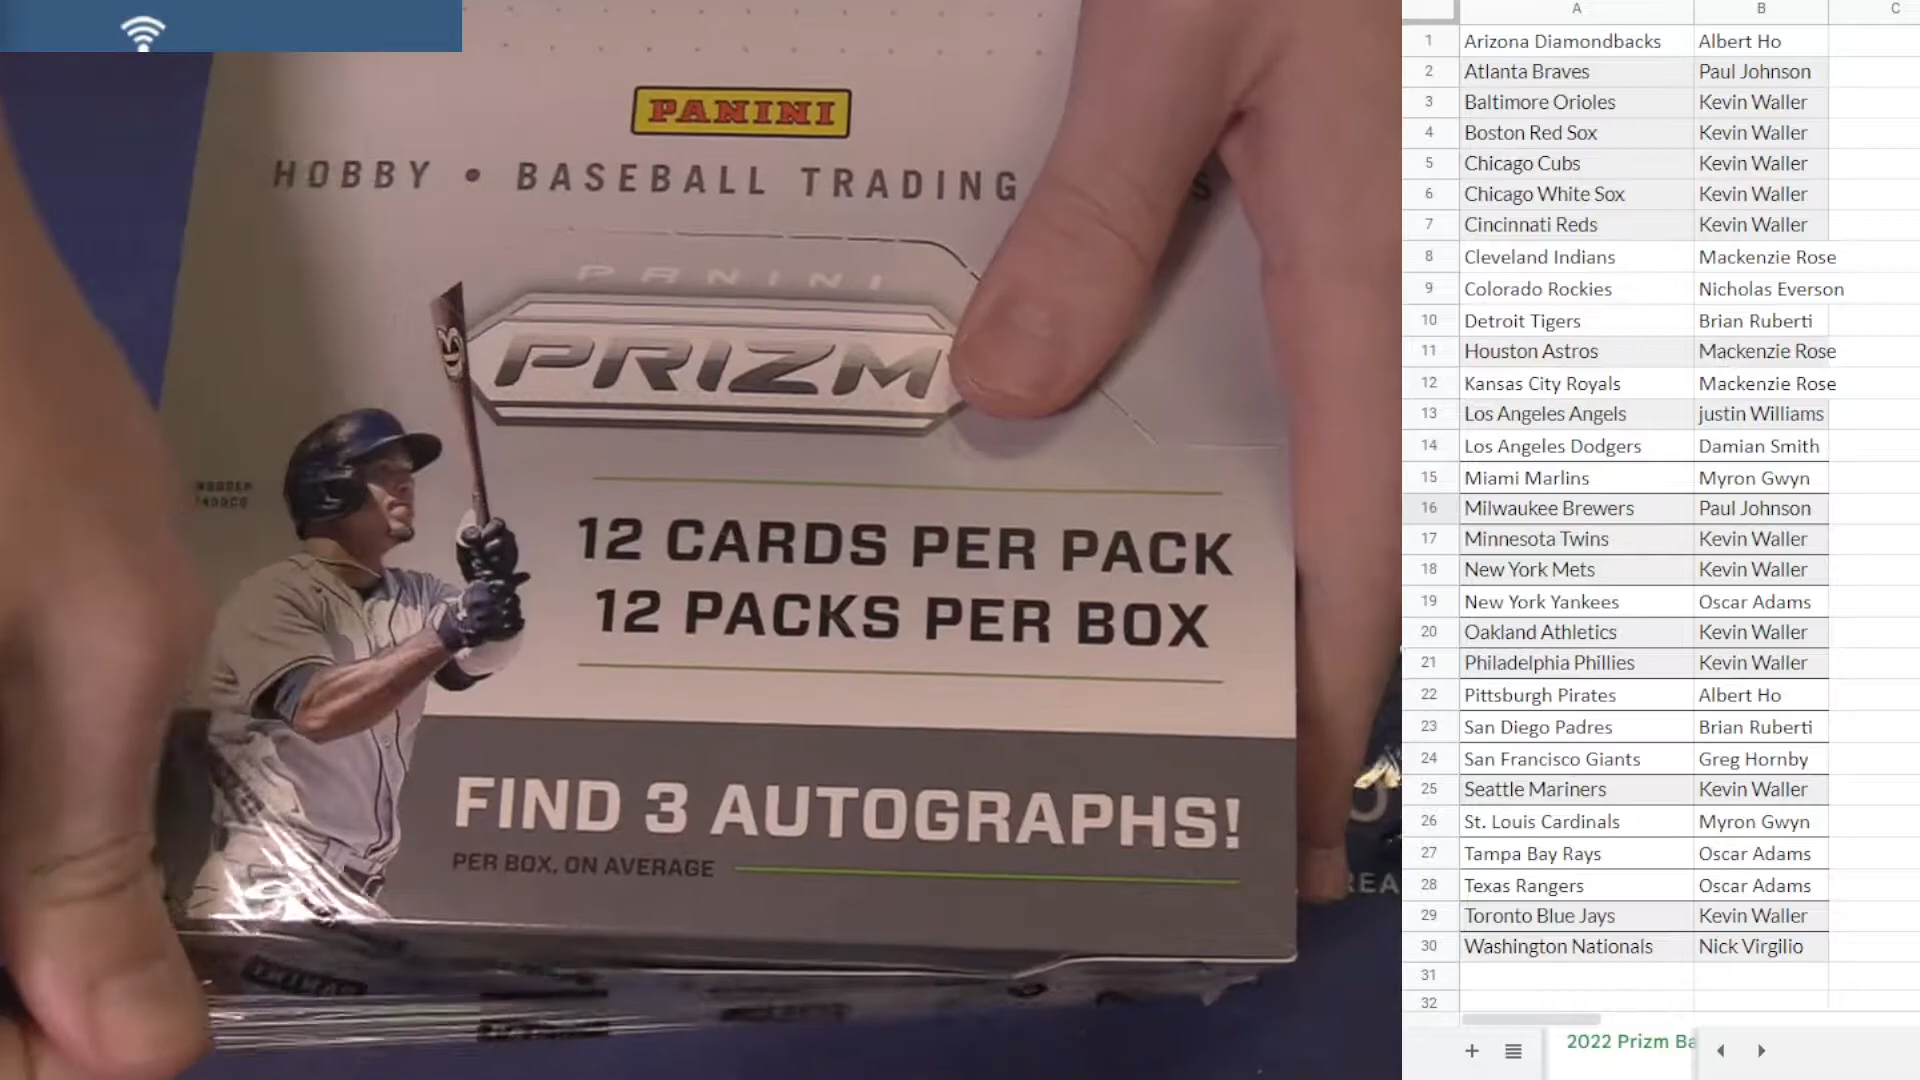 PANINI
HOBBY • BASEBALL TRADING
PANINI
PRIZM
12 CARDS PER PACK
12 PACKS PER BOX
FIND 3 AUTOGRAPHS!
PER BOX, ON AVERAGE
A B C
1 Arizona Diamondbacks Albert Ho
2 Atlanta Braves Paul Johnson
3 Baltimore Orioles Kevin Waller
4 Boston Red Sox Kevin Waller
5 Chicago Cubs Kevin Waller
6 Chicago White Sox Kevin Waller
7 Cincinnati Reds Kevin Waller
8 Cleveland Indians Mackenzie Rose
9 Colorado Rockies Nicholas Everson
10 Detroit Tigers Brian Ruberti
11 Houston Astros Mackenzie Rose
12 Kansas City Royals Mackenzie Rose
13 Los Angeles Angels justin Williams
14 Los Angeles Dodgers Damian Smith
15 Miami Marlins Myron Gwyn
16 Milwaukee Brewers Paul Johnson
17 Minnesota Twins Kevin Waller
18 New York Mets Kevin Waller
19 New York Yankees Oscar Adams
20 Oakland Athletics Kevin Waller
21 Philadelphia Phillies Kevin Waller
22 Pittsburgh Pirates Albert Ho
23 San Diego Padres Brian Ruberti
24 San Francisco Giants Greg Hornby
25 Seattle Mariners Kevin Waller
26 St. Louis Cardinals Myron Gwyn
27 Tampa Bay Rays Oscar Adams
28 Texas Rangers Oscar Adams
29 Toronto Blue Jays Kevin Waller
30 Washington Nationals Nick Virgilio
31
32
2022 Prizm Ba